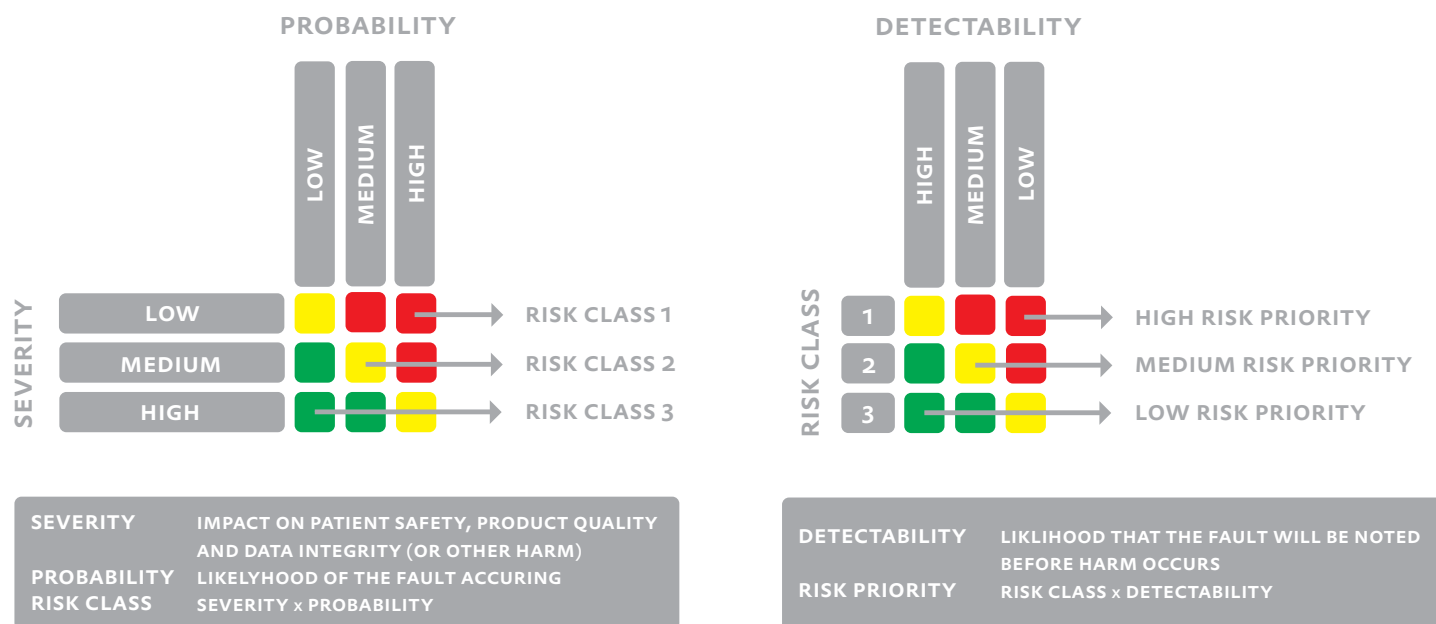 PROBABILITY
LOW
MEDIUM
HIGH
SEVERITY
LOW
RISK CLASS 1
MEDIUM
RISK CLASS 2
HIGH
RISK CLASS 3
SEVERITY IMPACT ON PATIENT SAFETY, PRODUCT QUALITY
AND DATA INTEGRITY (OR OTHER HARM)
PROBABILITY LIKELYHOOD OF THE FAULT ACCURING
RISK CLASS SEVERITY x PROBABILITY
DETECTABILITY
HIGH
MEDIUM
LOW
RISK CLASS
1
HIGH RISK PRIORITY
2
MEDIUM RISK PRIORITY
3
LOW RISK PRIORITY
DETECTABILITY LIKLIHOOD THAT THE FAULT WILL BE NOTED
BEFORE HARM OCCURS
RISK PRIORITY RISK CLASS x DETECTABILITY